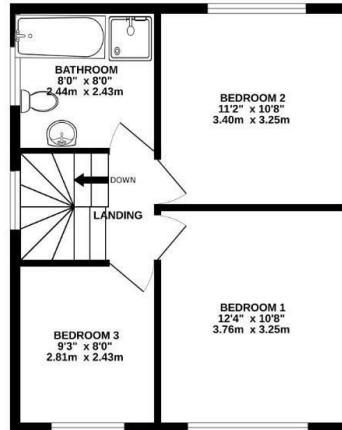 BATHROOM
8'0" x 8'0"
2.44m x 2.43m
BEDROOM 2
11'2" x 10'8"
3.40m x 3.25m
DOWN
LANDING
BEDROOM 3
9'3" x 8'0"
2.81m x 2.43m
BEDROOM 1
12'4" x 10'8"
3.76m x 3.25m